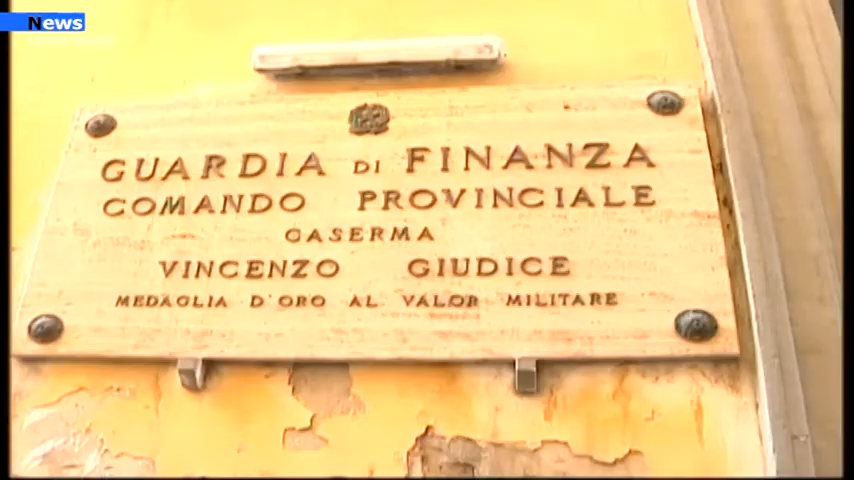 News
GUARDIA DI FINANZA
COMANDO PROVINCIALE
CASERMA
VINCENZO GIUDICE
MEDAGLIA D'ORO AL VALOR MILITARE